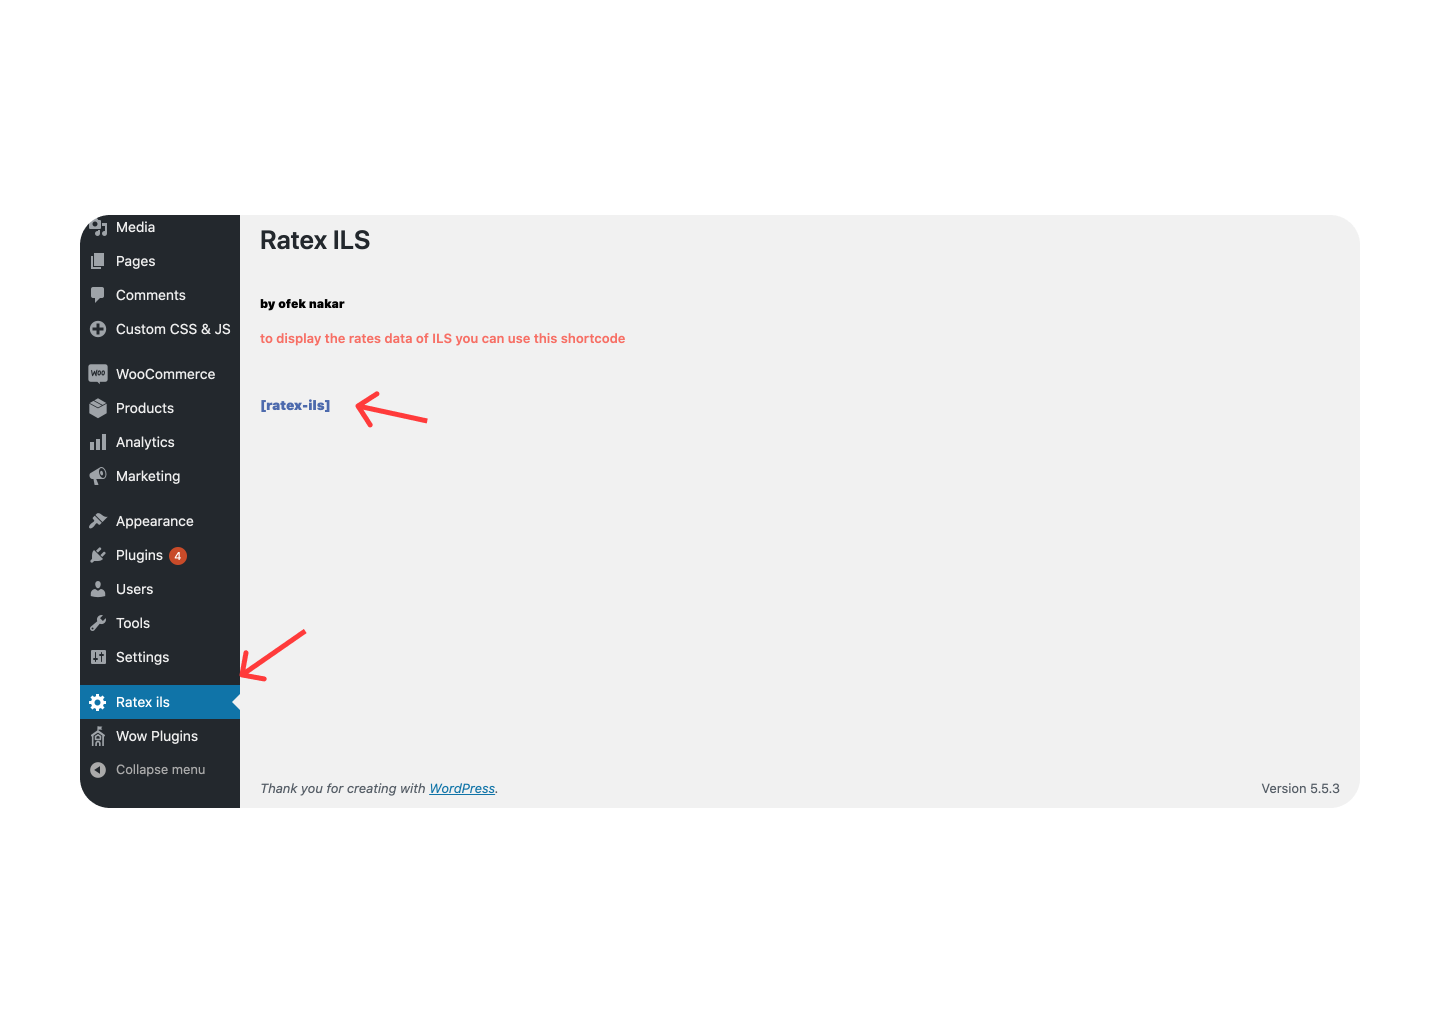 Media
Pages
Comments
Custom CSS & JS
WOO WooCommerce
Products
Analytics
Marketing
Appearance
Plugins 4
Users
Tools
Settings
Ratex ils
Wow Plugins
Collapse menu
Ratex ILS
by ofek nakar
to display the rates data of ILS you can use this shortcode
[ratex-ils]
Thank you for creating with WordPress.
Version 5.5.3